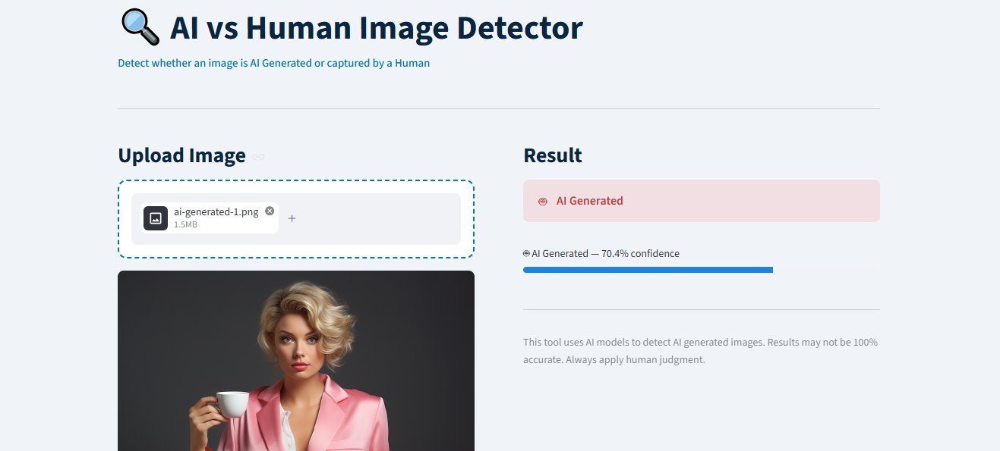 AI vs Human Image Detector
Detect whether an image is AI Generated or captured by a Human
Upload Image
ai-generated-1.png
1.5MB
Result
AI Generated
AI Generated — 70.4% confidence
This tool uses AI models to detect AI generated images. Results may not be 100%
accurate. Always apply human judgment.